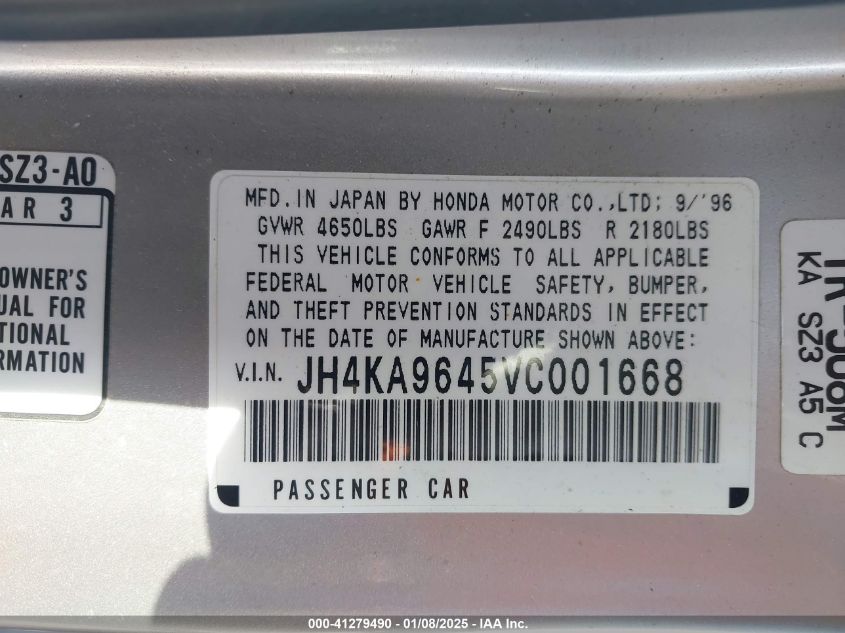 SZ3-A0
AR 3
OWNER'S
UAL FOR
TIONAL
RMATION
MFD. IN JAPAN BY HONDA MOTOR CO.,LTD; 9/'96
GVWR 4650LBS GAWR F 2490LBS R 2180LBS
THIS VEHICLE CONFORMS TO ALL APPLICABLE
FEDERAL MOTOR VEHICLE SAFETY, BUMPER,
AND THEFT PREVENTION STANDARDS IN EFFECT
ON THE DATE OF MANUFACTURE SHOWN ABOVE:
V.I.N. JH4KA9645VC001668
PASSENGER CAR
KA SZ3 A5 C
000-41279490 - 01/08/2025 - IAA Inc.